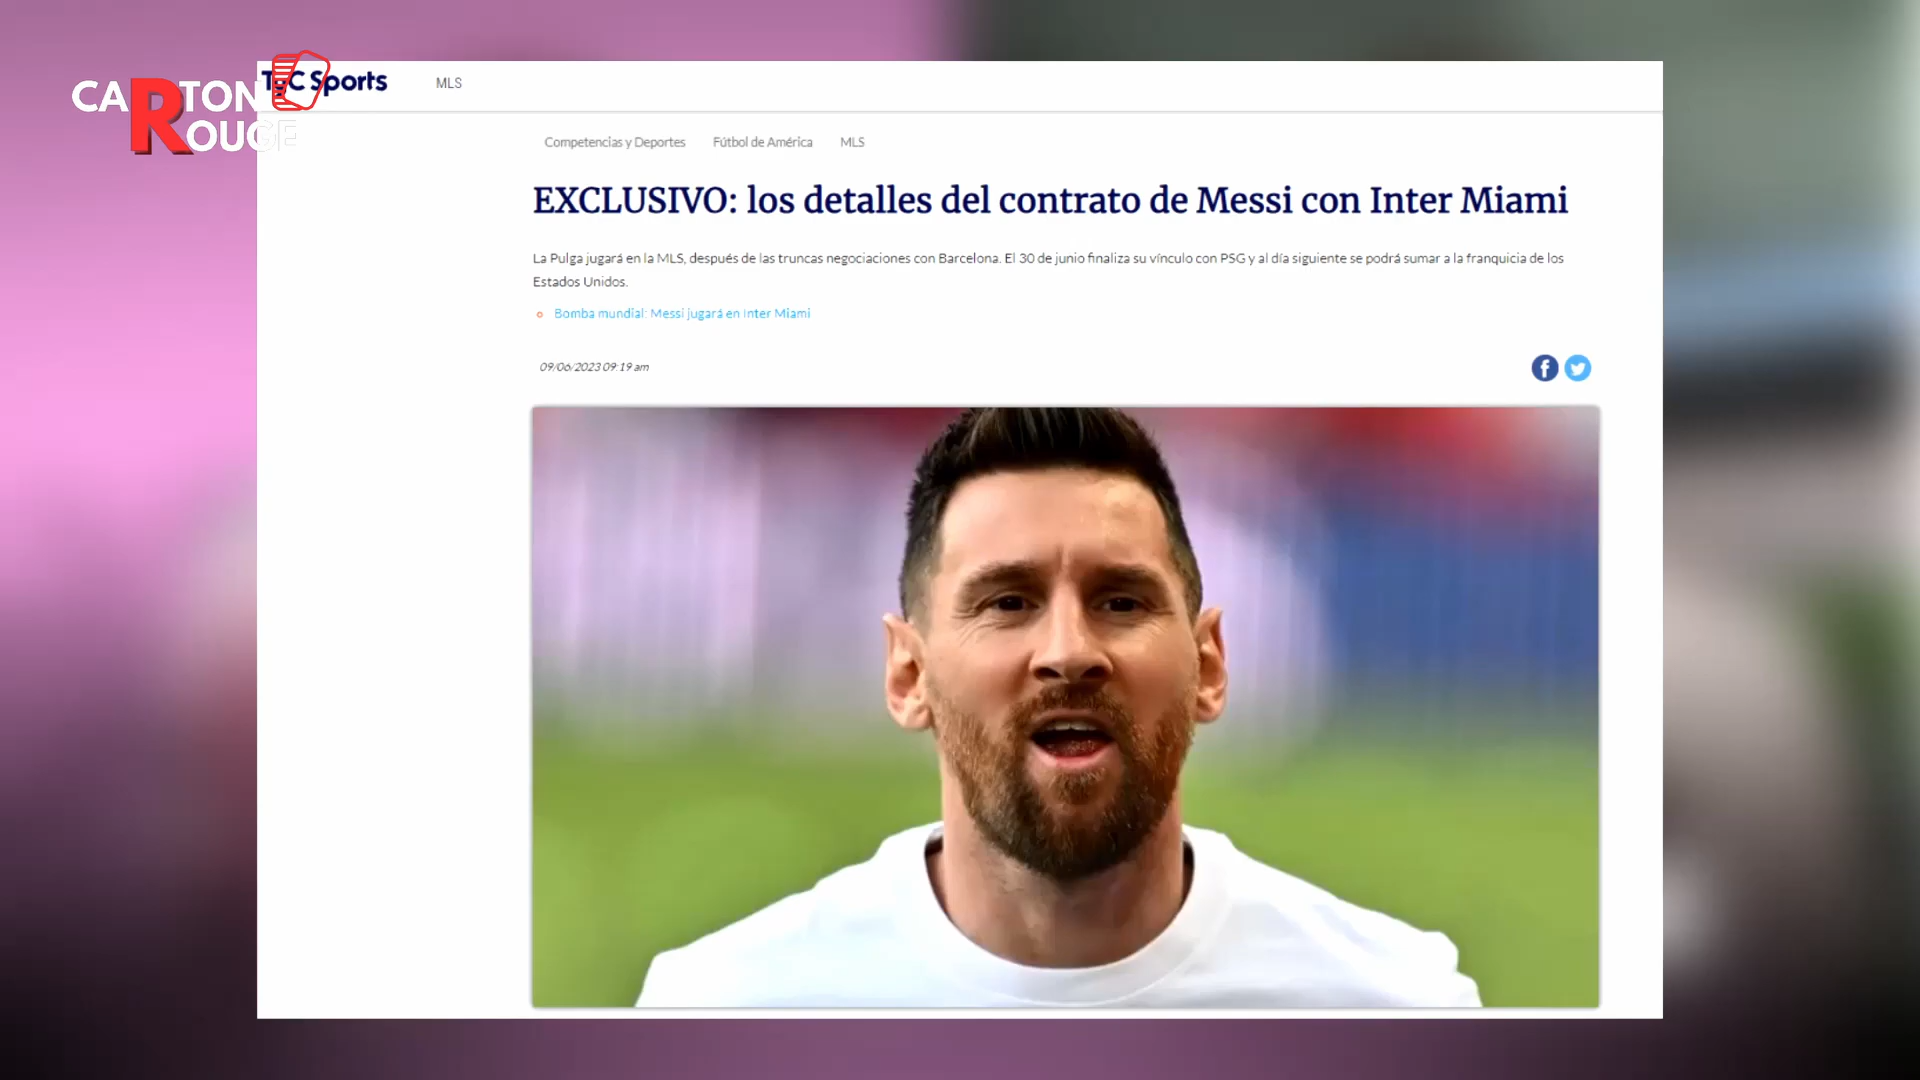 CARTON
ROUGE
TyC Sports
MLS
Competencias y Deportes
Fútbol de América
MLS
EXCLUSIVO: los detalles del contrato de Messi con Inter Miami
La Pulga jugará en la MLS, después de las truncas negociaciones con Barcelona. El 30 de junio finaliza su vínculo con PSG y al día siguiente se podrá sumar a la franquicia de los
Estados Unidos.
Bomba mundial: Messi jugará en Inter Miami
09/06/2023 09:19 am